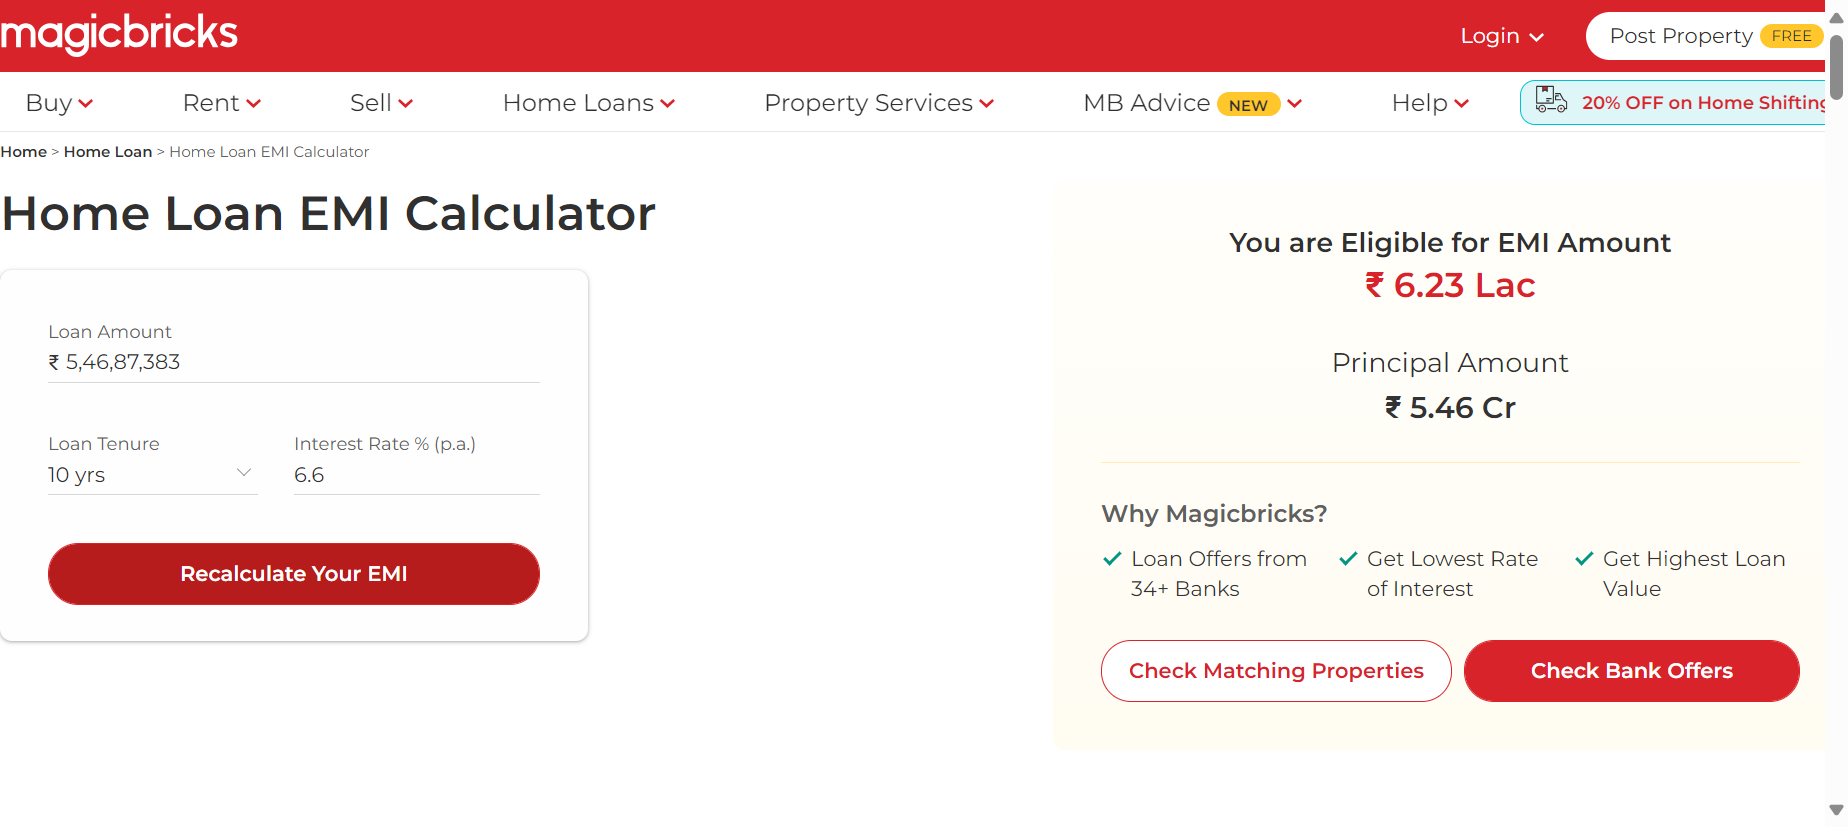 magicbricks
Login
Post Property FREE
Buy
Rent
Sell
Home Loans
Property Services
MB Advice NEW
Help
20% OFF on Home Shifting
Home > Home Loan > Home Loan EMI Calculator
Home Loan EMI Calculator
Loan Amount
₹ 5,46,87,383
Loan Tenure
10 yrs
Interest Rate % (p.a.)
6.6
Recalculate Your EMI
You are Eligible for EMI Amount
₹ 6.23 Lac
Principal Amount
₹ 5.46 Cr
Why Magicbricks?
Loan Offers from
34+ Banks
Get Lowest Rate
of Interest
Get Highest Loan
Value
Check Matching Properties
Check Bank Offers